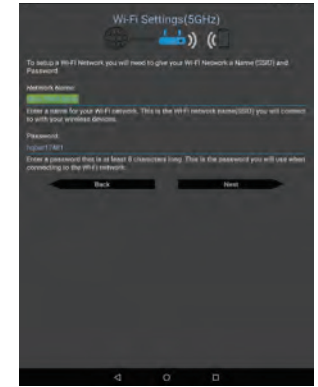 Wi-Fi Settings(5GHz)
To setup a Wi-Fi Network you will need to give your Wi-Fi Network a Name (SSID) and
Password
Network Name
Enter a name for your Wi-Fi network. This is the Wi-Fi network name(SSID) you will connect
to with your wireless devices.
Password
Enter a password this is at least 8 characters long. This is the password you will use when
connecting to the Wi-Fi network.
Back
Next